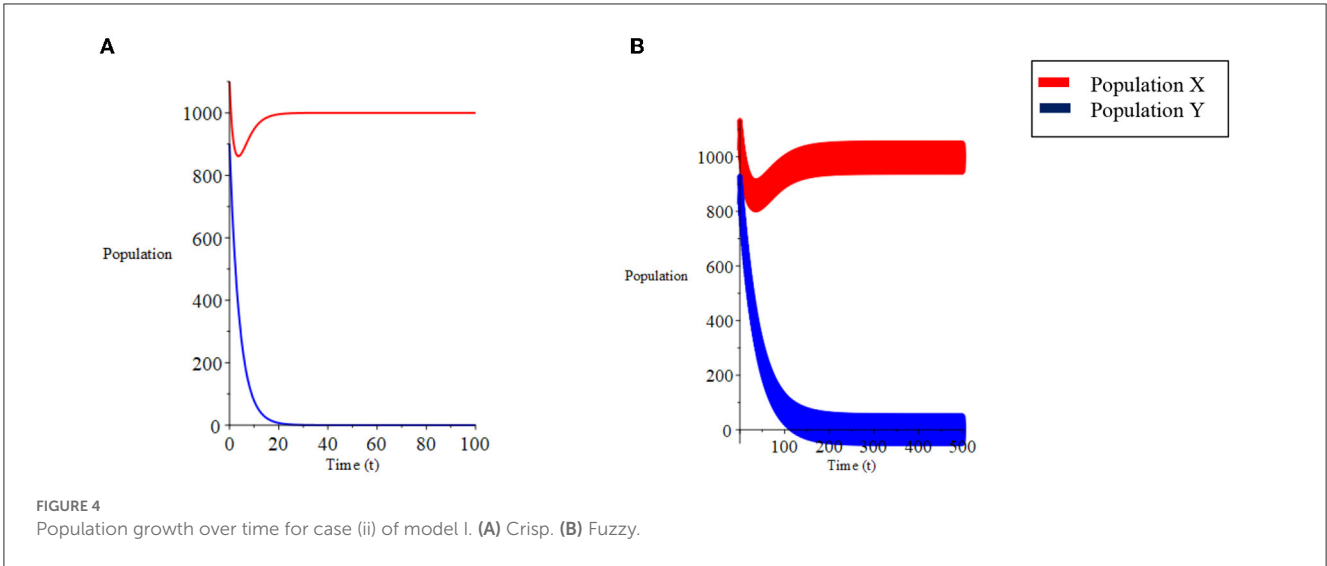 A
1000
800
600
Population
400
200
0
0 20 40 60 80 100
Time (t)
B
1000
800
600
Population
400
200
0
100 200 300 400 500
Time (t)
Population X
Population Y
FIGURE 4
Population growth over time for case (ii) of model I. (A) Crisp. (B) Fuzzy.